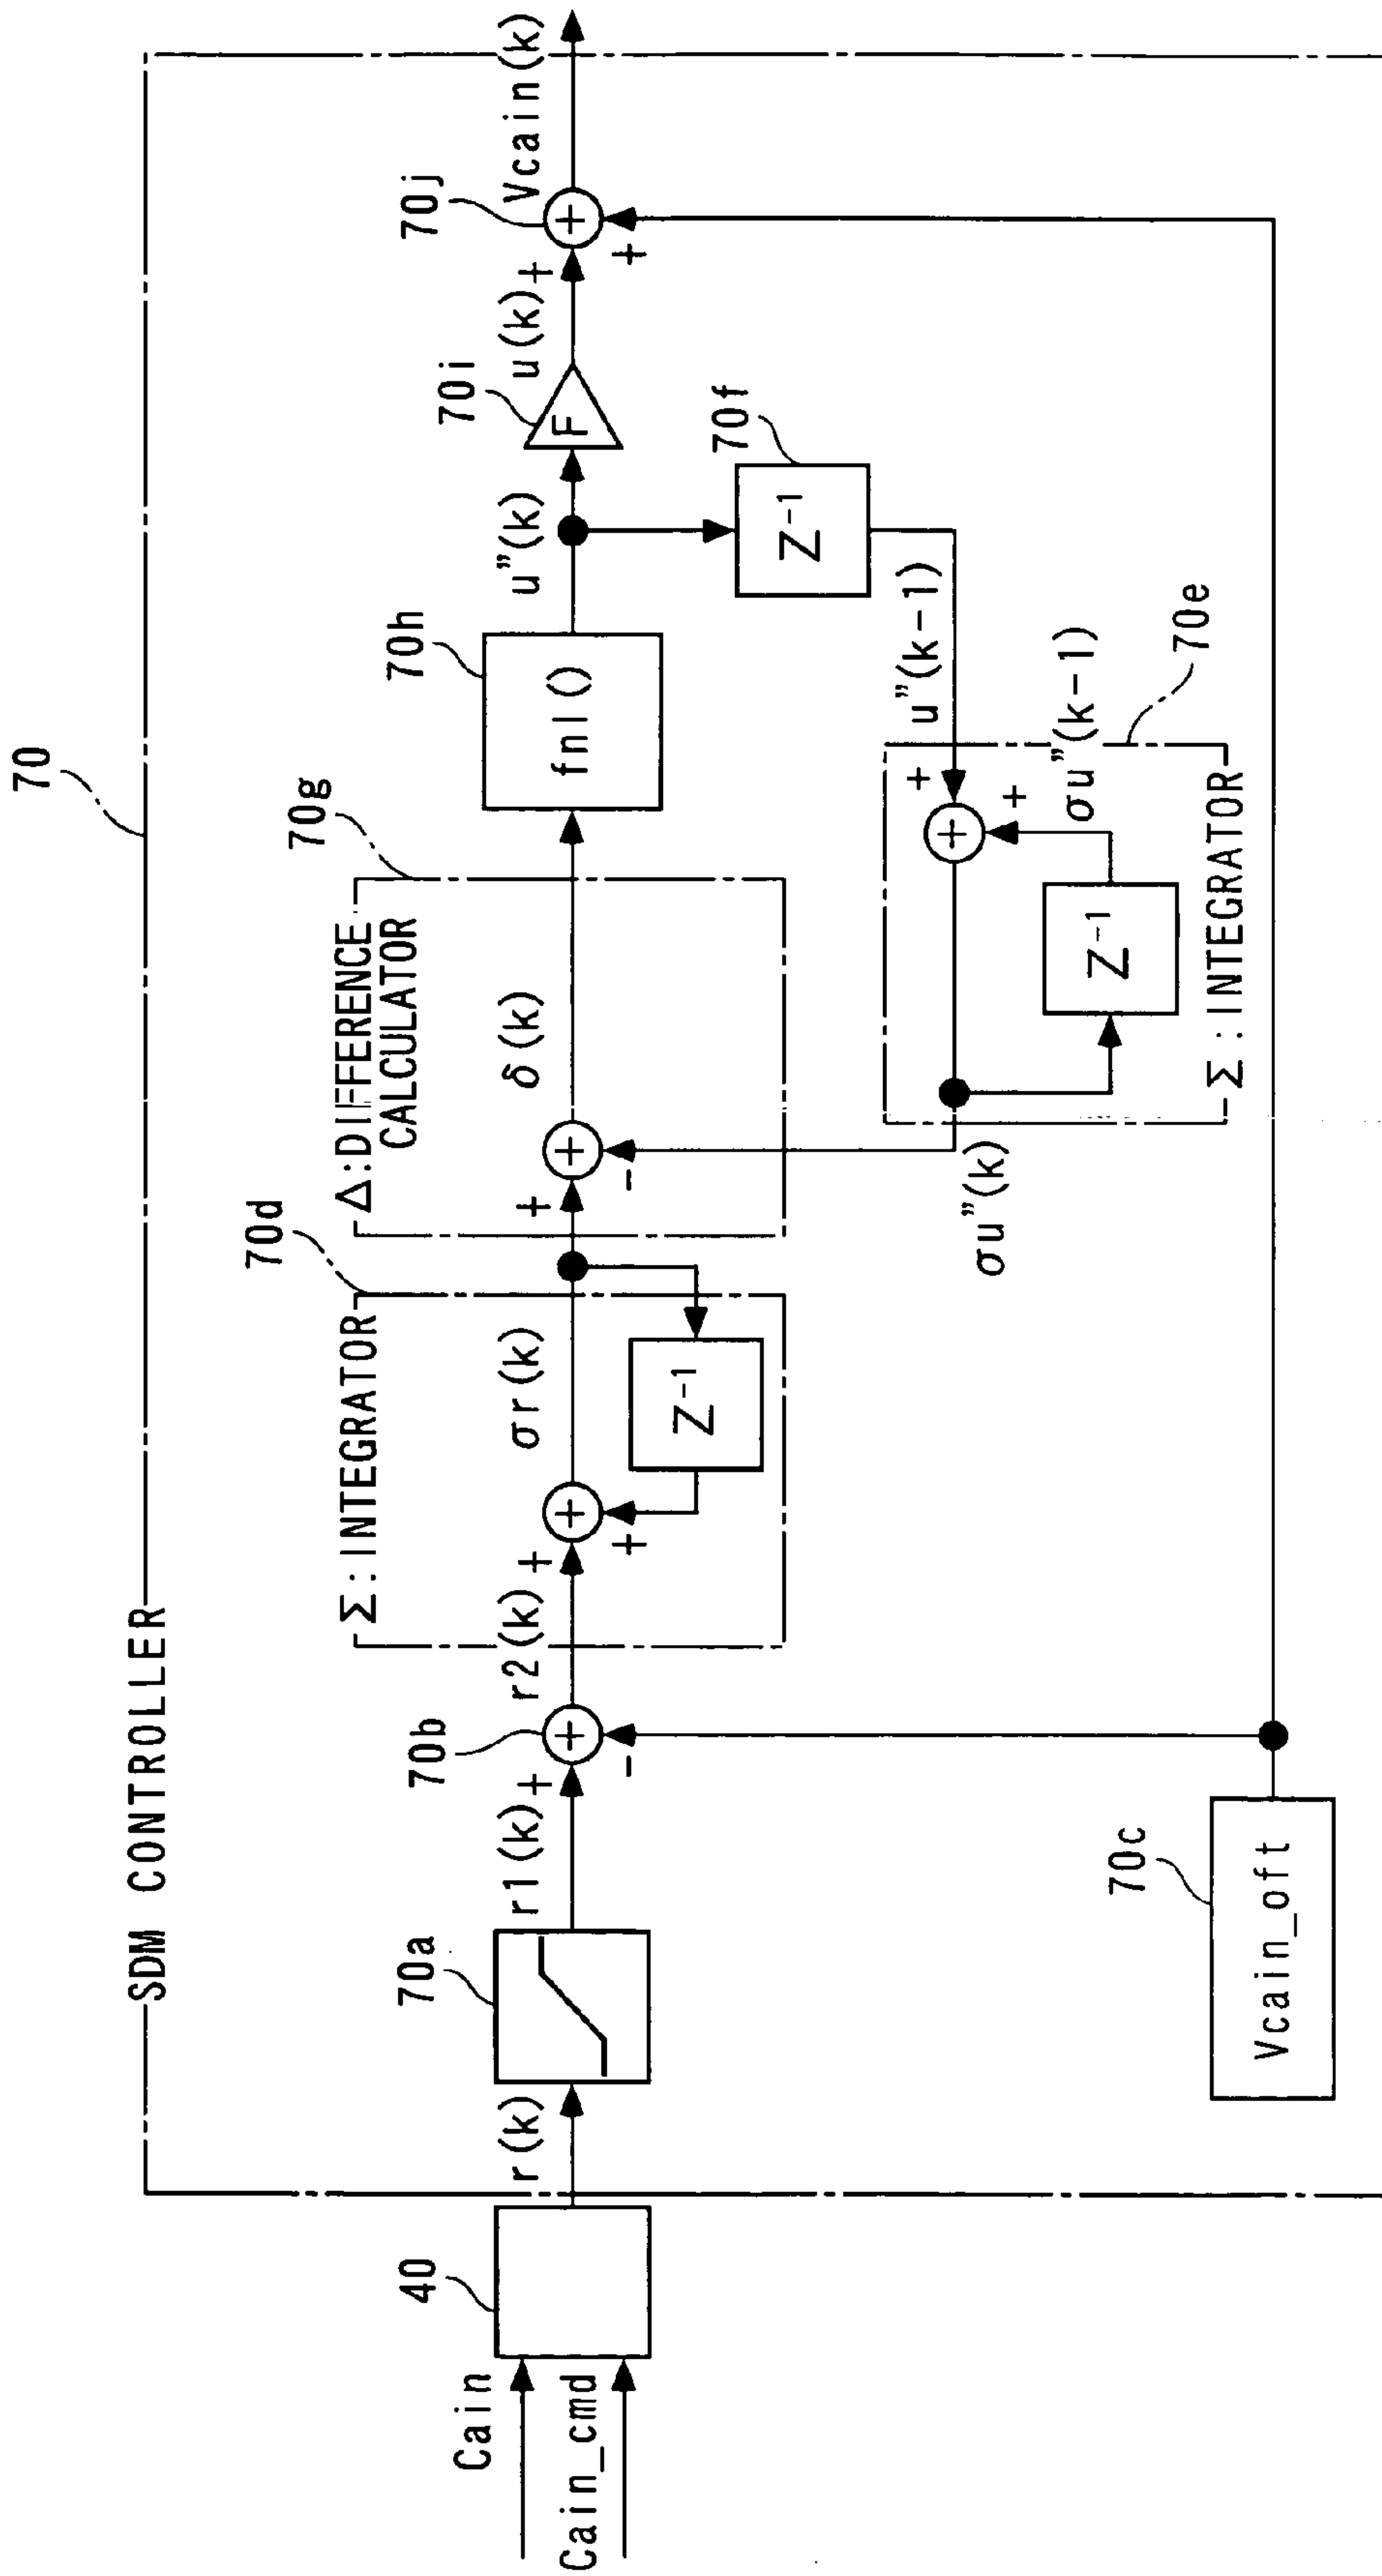 70
SDM CONTROLLER
Cain
Cain_cmd
40
r(k)
70a
r1(k)
+
-
70b
+
r2(k)
Σ:INTEGRATOR
70d
+
+
+
σr(k)
Z⁻¹
Δ:DIFFERENCE
CALCULATOR
70g
+
-
+
δ(k)
70h
fnl()
u”(k)
70i
F
u(k)
+
+
70j
+
Vcain(k)
70f
Z⁻¹
u”(k-1)
70e
+
+
+
σu”(k-1)
Z⁻¹
Σ:INTEGRATOR
σu”(k)
70c
Vcain_oft